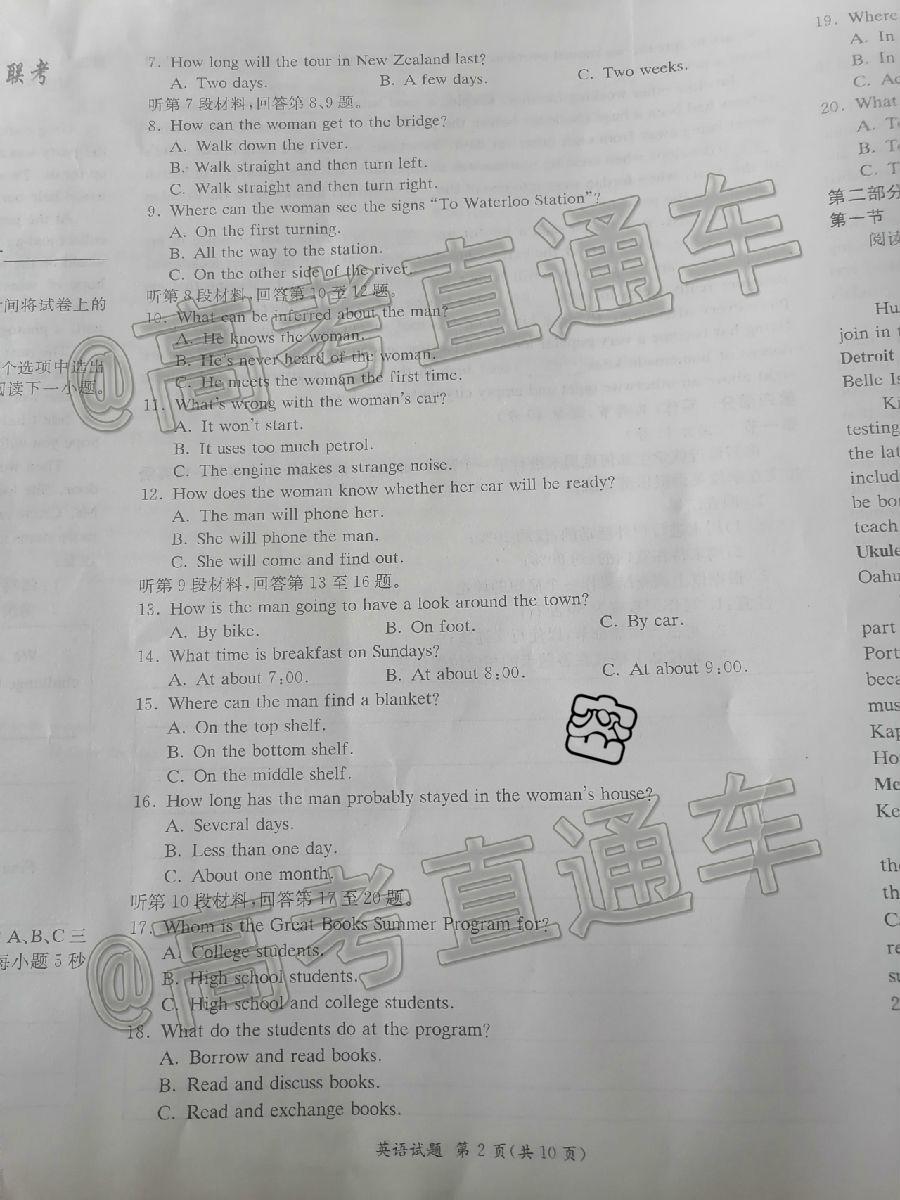 联考
间将试卷上的
个选项中选出
阅读下一小题。
A,B,C 三
每小题 5 秒
7. How long will the tour in New Zealand last?
A. Two days. B. A few days. C. Two weeks.
听第 7 段材料,回答第 8、9 题。
8. How can the woman get to the bridge?
A. Walk down the river.
B. Walk straight and then turn left.
C. Walk straight and then turn right.
9. Where can the woman see the signs “To Waterloo Station”?
A. On the first turning.
B. All the way to the station.
C. On the other side of the river.
听第 8 段材料,回答第 10 至 12 题。
10. What can be inferred about the man?
A. He knows the woman.
B. He's never heard of the woman.
C. He meets the woman the first time.
11. What's wrong with the woman's car?
A. It won't start.
B. It uses too much petrol.
C. The engine makes a strange noise.
12. How does the woman know whether her car will be ready?
A. The man will phone her.
B. She will phone the man.
C. She will come and find out.
听第 9 段材料,回答第 13 至 16 题。
13. How is the man going to have a look around the town?
A. By bike. B. On foot. C. By car.
14. What time is breakfast on Sundays?
A. At about 7:00. B. At about 8:00. C. At about 9:00.
15. Where can the man find a blanket?
A. On the top shelf.
B. On the bottom shelf.
C. On the middle shelf.
16. How long has the man probably stayed in the woman's house?
A. Several days.
B. Less than one day.
C. About one month.
听第 10 段材料,回答第 17 至 20 题。
17. Whom is the Great Books Summer Program for?
A. College students.
B. High school students.
C. High school and college students.
18. What do the students do at the program?
A. Borrow and read books.
B. Read and discuss books.
C. Read and exchange books.
英语试题 第 2 页(共 10 页)
19. Where
A. In
B. In
C. Ac
20. What
A. T
B. T
C. T
第二部分
第一节
阅读
Hu
join in
Detroit
Belle Is
Ki
testing
the lat
includ
be bo
teach
Ukule
Oahu
part
Port
beca
mus
Kap
Ho
Me
Ke
the
th
Ca
re
su
2
@高考直通车
@高考直通车